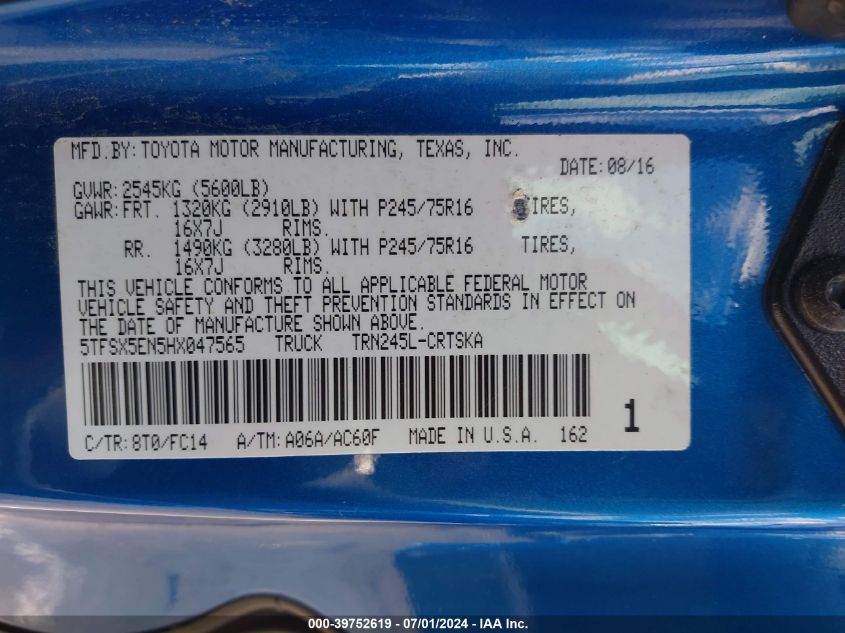 MFD.BY:TOYOTA MOTOR MANUFACTURING, TEXAS, INC.
DATE:08/16
GVWR:2545KG (5600LB)
GAWR:FRT. 1320KG (2910LB) WITH P245/75R16 TIRES,
16X7J RIMS.
RR. 1490KG (3280LB) WITH P245/75R16 TIRES,
16X7J RIMS.
THIS VEHICLE CONFORMS TO ALL APPLICABLE FEDERAL MOTOR
VEHICLE SAFETY AND THEFT PREVENTION STANDARDS IN EFFECT ON
THE DATE OF MANUFACTURE SHOWN ABOVE.
5TFSX5EN5HX047565 TRUCK TRN245L-CRTSKA
C/TR:8T0/FC14 A/TM:A06A/AC60F MADE IN U.S.A. 162
1
000-39752619 / 07/01/2024 - IAA Inc.